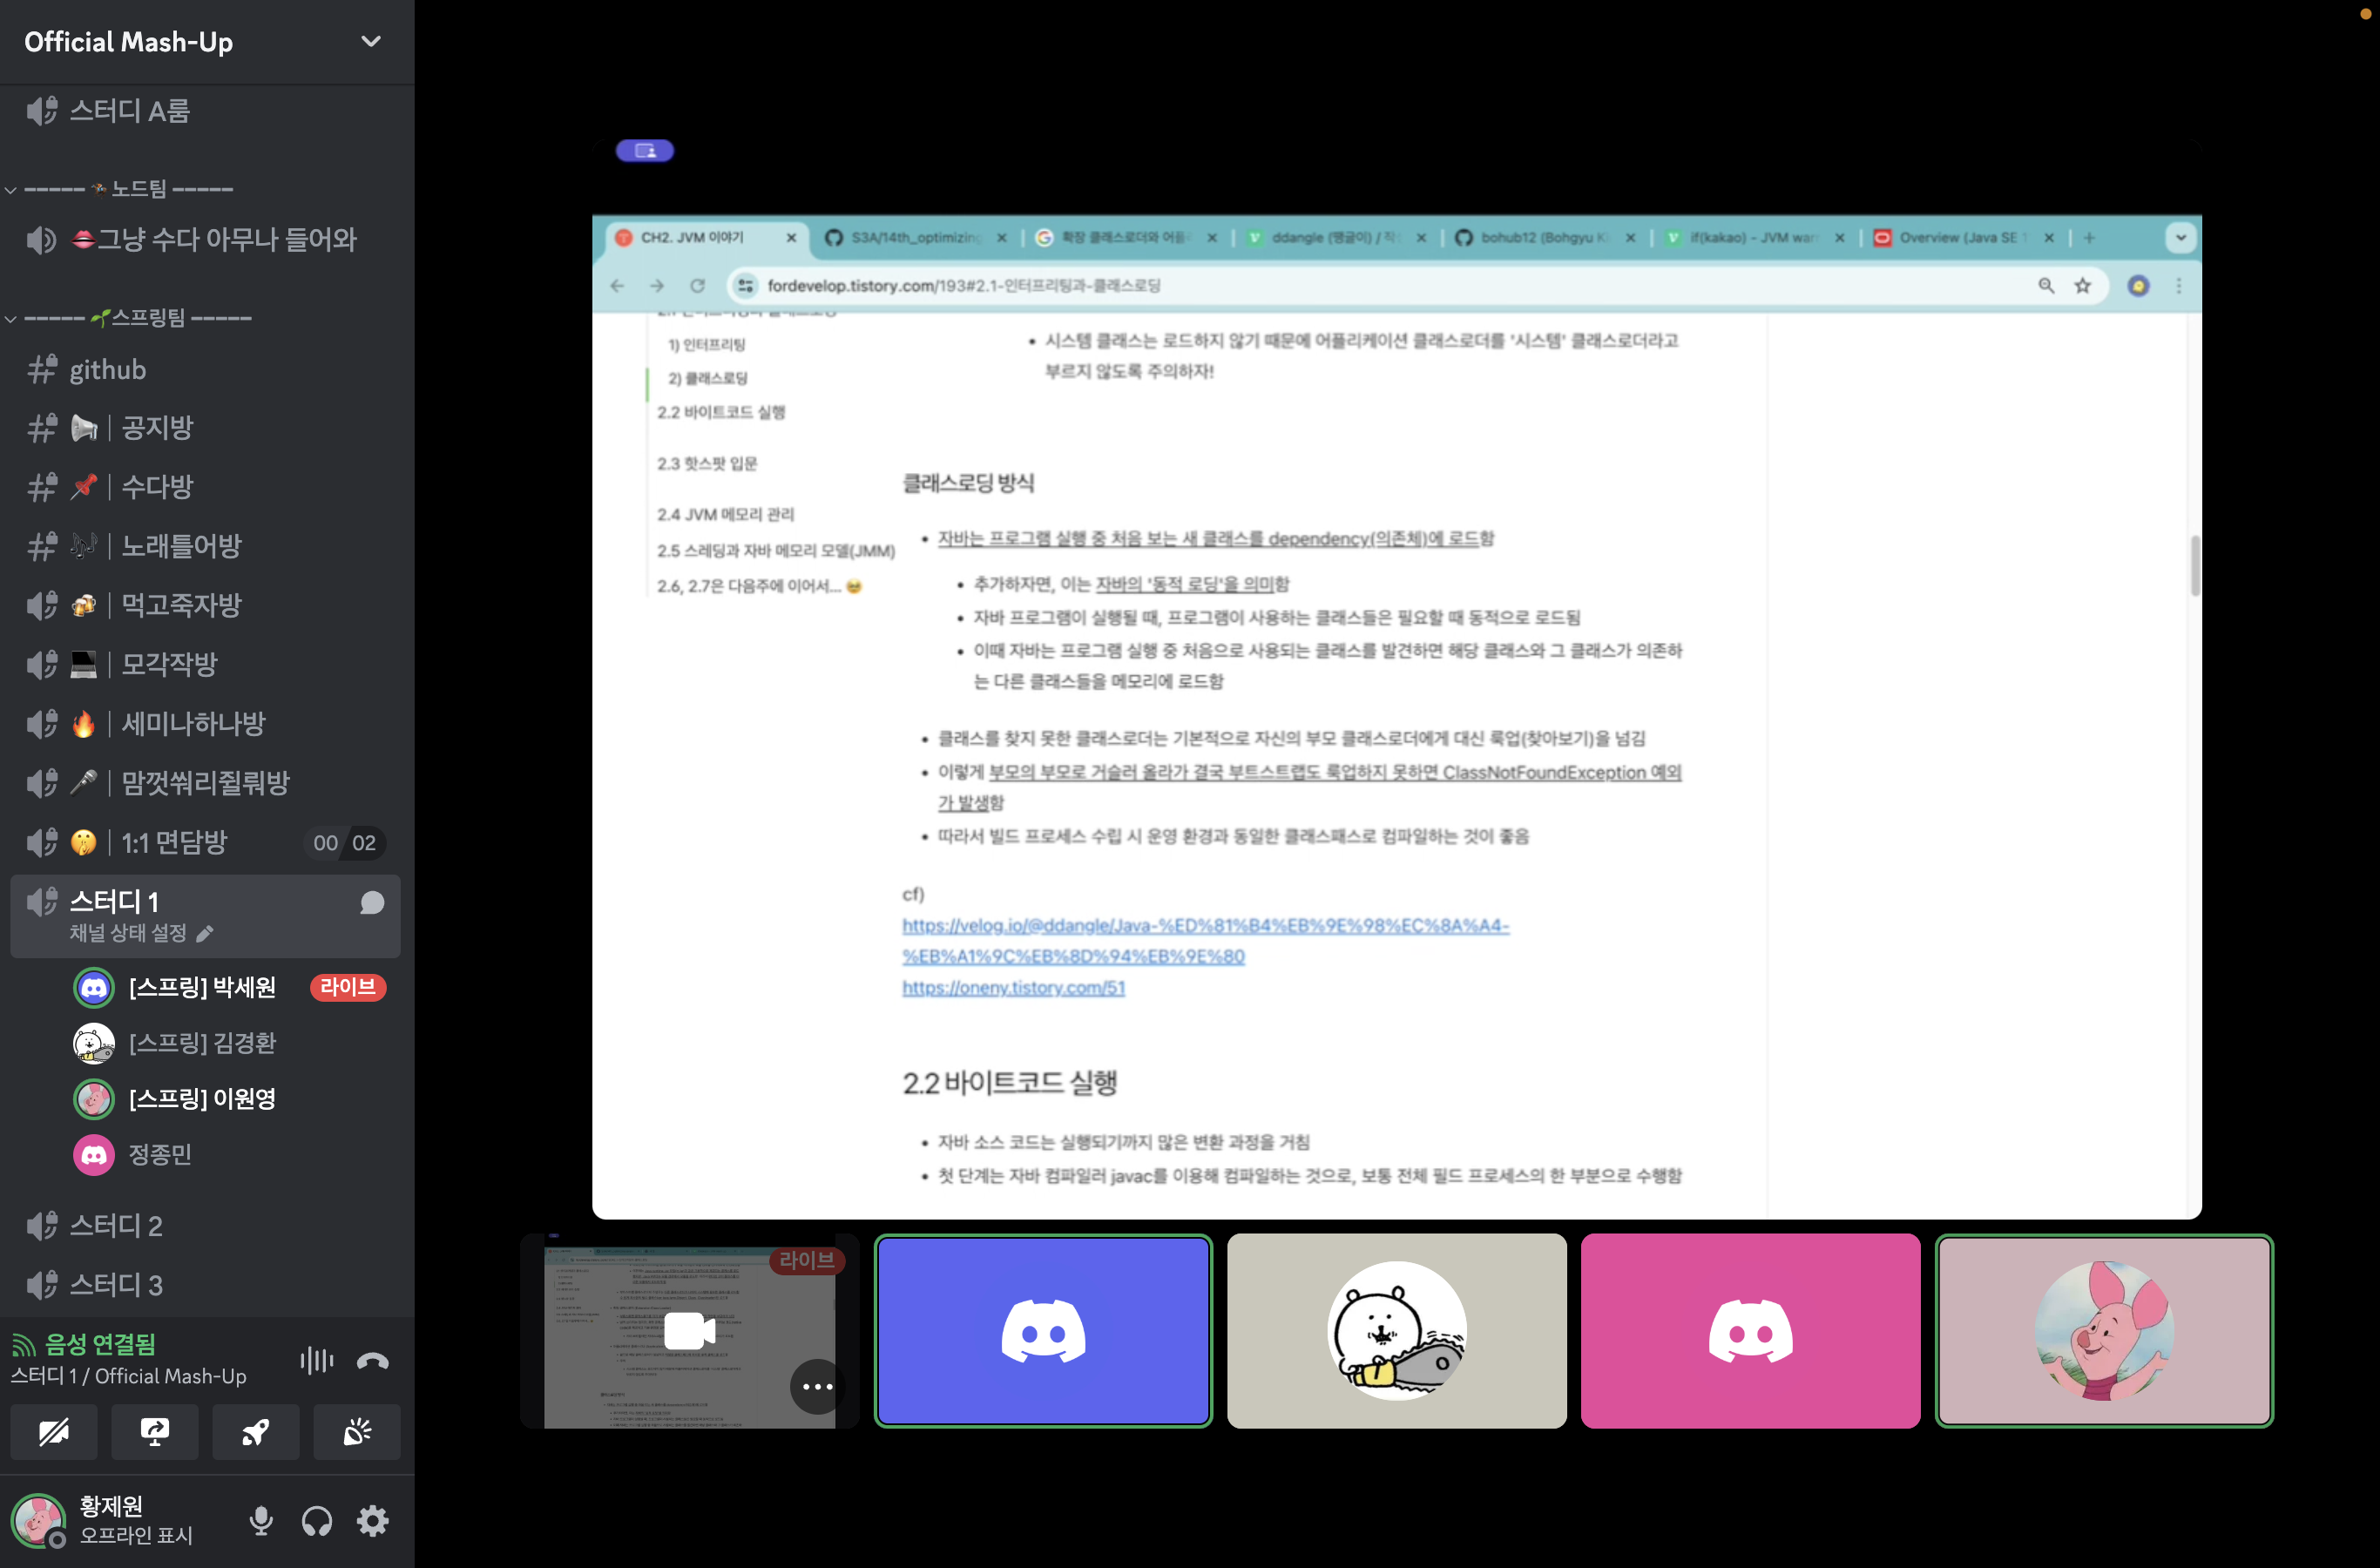 Official Mash-Up
스터디 A룸
노드팀
그냥 수다 아무나 들어와
스프링팀
github
공지방
수다방
노래틀어방
먹고죽자방
모각작방
세미나하나방
맘껏쏴리쥘뤄방
1:1 면담방
00 02
스터디 1
채널 상태 설정
[스프링] 박세원
라이브
[스프링] 김경환
[스프링] 이원영
정종민
스터디 2
스터디 3
음성 연결됨
스터디 1 / Official Mash-Up
황제원
오프라인 표시
CH2. JVM 이야기
S3A/14th_optimizing
확장 클래스로더와 어플
ddangle (땡글이) /
bohub12 (Bohgyu K
if(kakao) - JVM war
Overview (Java SE 1
fordevelop.tistory.com/193#2.1-인터프리팅과-클래스로딩
1) 인터프리팅
2) 클래스로딩
2.2 바이트코드 실행
2.3 핫스팟 입문
2.4 JVM 메모리 관리
2.5 스레딩과 자바 메모리 모델(JMM)
2.6, 2.7은 다음주에 이어서... 🥹
시스템 클래스는 로드하지 않기 때문에 어플리케이션 클래스로더를 '시스템' 클래스로더라고
부르지 않도록 주의하자!
클래스로딩 방식
자바는 프로그램 실행 중 처음 보는 새 클래스를 dependency(의존체)에 로드함
추가하자면, 이는 자바의 '동적 로딩'을 의미함
자바 프로그램이 실행될 때, 프로그램이 사용하는 클래스들은 필요할 때 동적으로 로드됨
이때 자바는 프로그램 실행 중 처음으로 사용되는 클래스를 발견하면 해당 클래스와 그 클래스가 의존하
는 다른 클래스들을 메모리에 로드함
클래스를 찾지 못한 클래스로더는 기본적으로 자신의 부모 클래스로더에게 대신 룩업(찾아보기)을 넘김
이렇게 부모의 부모로 거슬러 올라가 결국 부트스트랩도 룩업하지 못하면 ClassNotFoundException 예외
가 발생함
따라서 빌드 프로세스 수립 시 운영 환경과 동일한 클래스패스로 컴파일하는 것이 좋음
cf)
https://velog.io/@ddangle/Java-%ED%81%B4%EB%9E%98%EC%8A%A4-
%EB%A1%9C%EB%8D%94%EB%9E%80
https://oneny.tistory.com/51
2.2 바이트코드 실행
자바 소스 코드는 실행되기까지 많은 변환 과정을 거침
첫 단계는 자바 컴파일러 javac를 이용해 컴파일하는 것으로, 보통 전체 필드 프로세스의 한 부분으로 수행함
라이브